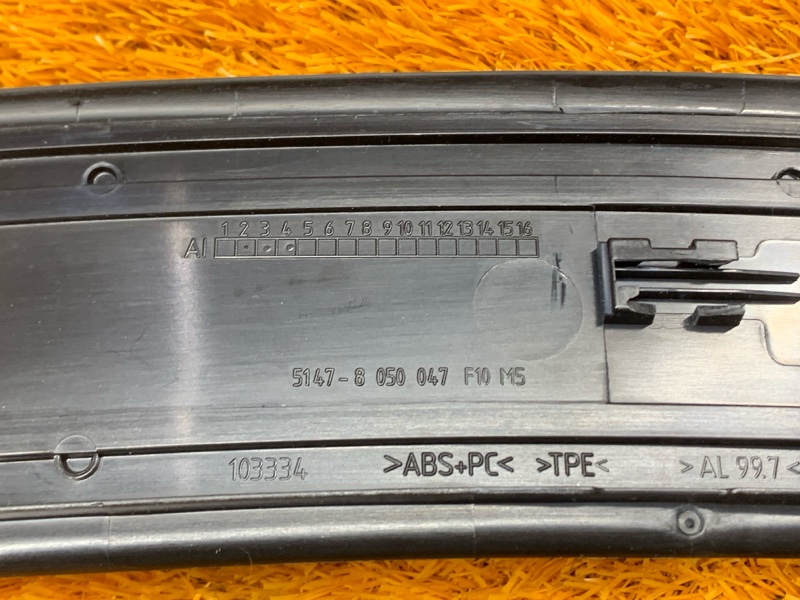 1 2 3 4 5 6 7 8 9 10 11 12 13 14 15 16
AI
5147-8 050 047 F10 M5
103334 >ABS+PC< >TPE< >AL 99.7<